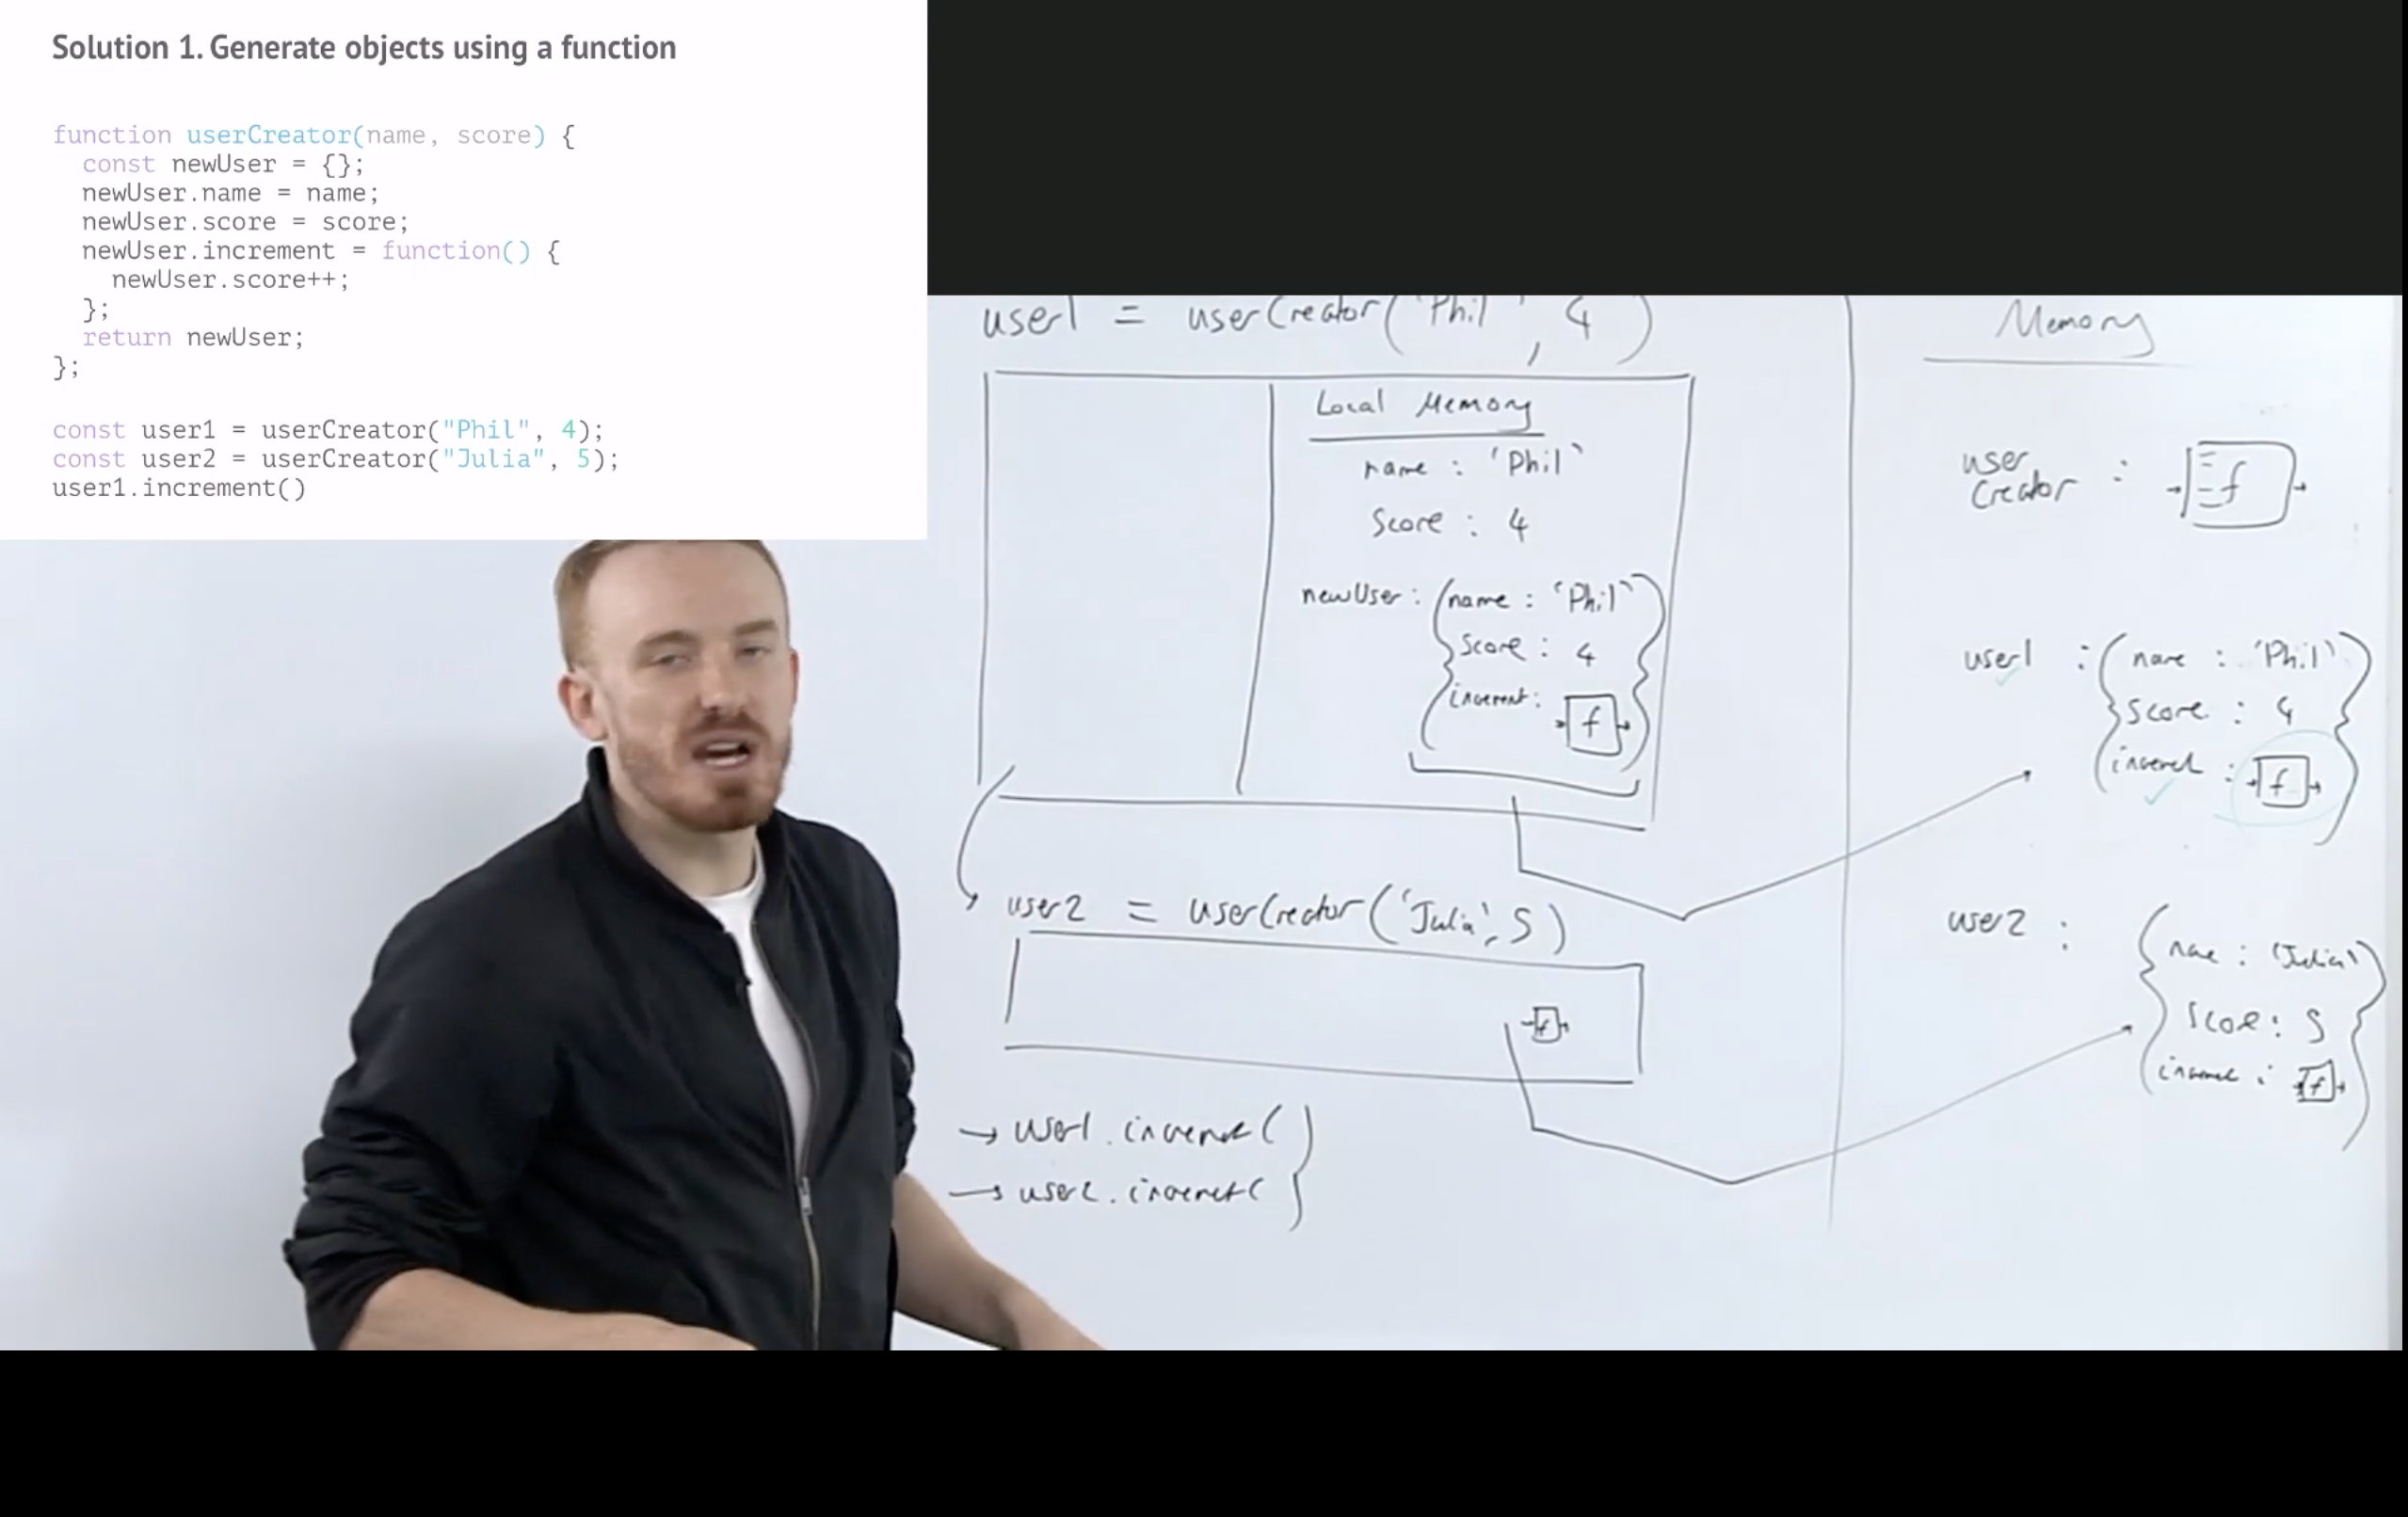 Solution 1. Generate objects using a function
function userCreator(name, score) {
const newUser = {};
newUser.name = name;
newUser.score = score;
newUser.increment = function() {
newUser.score++;
};
return newUser;
};
const user1 = userCreator("Phil", 4);
const user2 = userCreator("Julia", 5);
user1.increment()
user1 = userCreator('Phil', 4)
Local Memory
name : 'Phil'
Score : 4
newUser : {name : 'Phil'
Score : 4
increment: f}
user2 = userCreator('Julia', 5)
f
→ user1.increment()
→ user2.increment(
Memory
user
Creator : f
user1 : {name : 'Phil'
score : 4
increment : f}
user2 : {name : 'Julia'
Score : 5
increment : f}